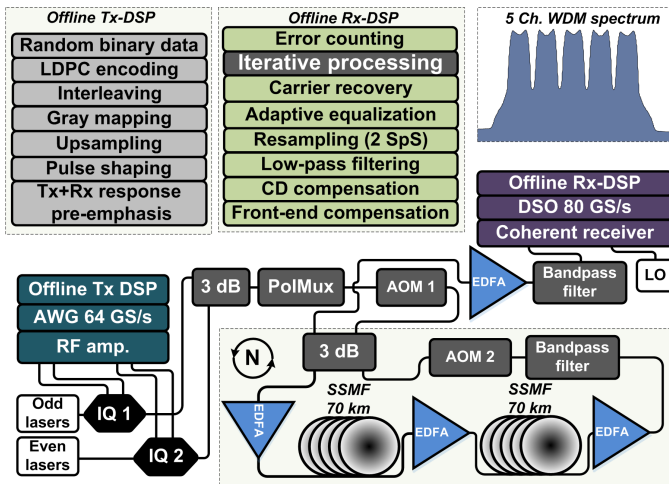 Offline Tx-DSP
Random binary data
LDPC encoding
Interleaving
Gray mapping
Upsampling
Pulse shaping
Tx+Rx response
pre-emphasis
Offline Rx-DSP
Error counting
Iterative processing
Carrier recovery
Adaptive equalization
Resampling (2 SpS)
Low-pass filtering
CD compensation
Front-end compensation
5 Ch. WDM spectrum
Offline Rx-DSP
DSO 80 GS/s
Coherent receiver
Offline Tx DSP
AWG 64 GS/s
RF amp.
3 dB
PolMux
AOM 1
EDFA
Bandpass
filter
LO
N
3 dB
AOM 2
Bandpass
filter
Odd
lasers
IQ 1
Even
lasers
IQ 2
EDFA
SSMF
70 km
EDFA
SSMF
70 km
EDFA